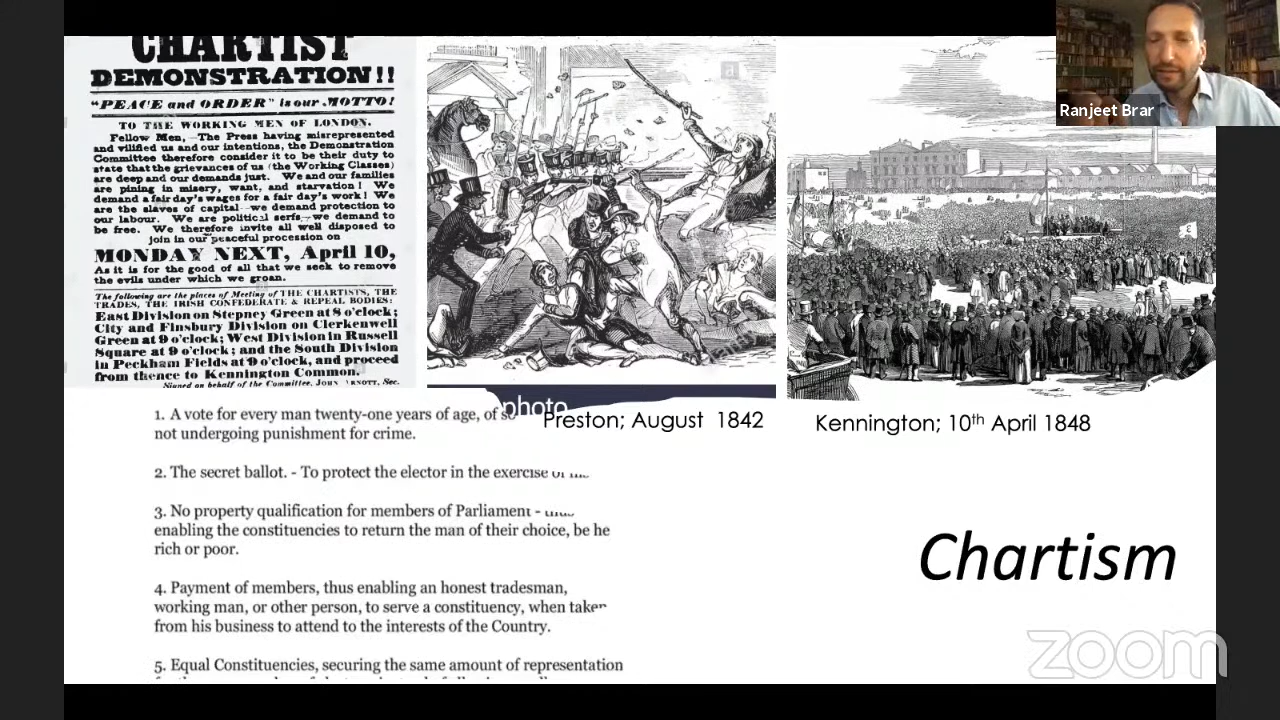 CHARTIST
DEMONSTRATION!!
"PEACE and ORDER" is our MOTTO!
TO THE WORKING MEN OF LONDON.
Fellow Men,—The Press having misrepresented
and vilified us and our intentions, the Demonstration
Committee therefore consider it to be their duty to
state that the grievances of us (the Working Classes)
are deep and our demands just. We and our families
are pining in misery, want, and starvation! We
demand a fair day's wages for a fair day's work! We
are the slaves of capital—we demand protection to
our labour. We are political serfs—we demand to
be free. We therefore invite all well disposed to
join in our peaceful procession on
MONDAY NEXT, April 10,
As it is for the good of all that we seek to remove
the evils under which we groan.
The following are the places of Meeting of THE CHARTISTS, THE
TRADES, THE IRISH CONFEDERATE & REPEAL BODIES:
East Division on Stepney Green at 8 o'clock;
City and Finsbury Division on Clerkenwell
Green at 9 o'clock; West Division in Russell
Square at 9 o'clock; and the South Division
in Peckham Fields at 9 o'clock, and proceed
from thence to Kennington Common.
Signed on behalf of the Committee, JOHN ARNOTT, Sec.
a
photo
Preston; August 1842
Kennington; 10th April 1848
Ranjeet Brar
1. A vote for every man twenty-one years of age, of
not undergoing punishment for crime.
2. The secret ballot. - To protect the elector in the exercise
3. No property qualification for members of Parliament - thus
enabling the constituencies to return the man of their choice, be he
rich or poor.
4. Payment of members, thus enabling an honest tradesman,
working man, or other person, to serve a constituency, when taken
from his business to attend to the interests of the Country.
5. Equal Constituencies, securing the same amount of representation
Chartism
zoom